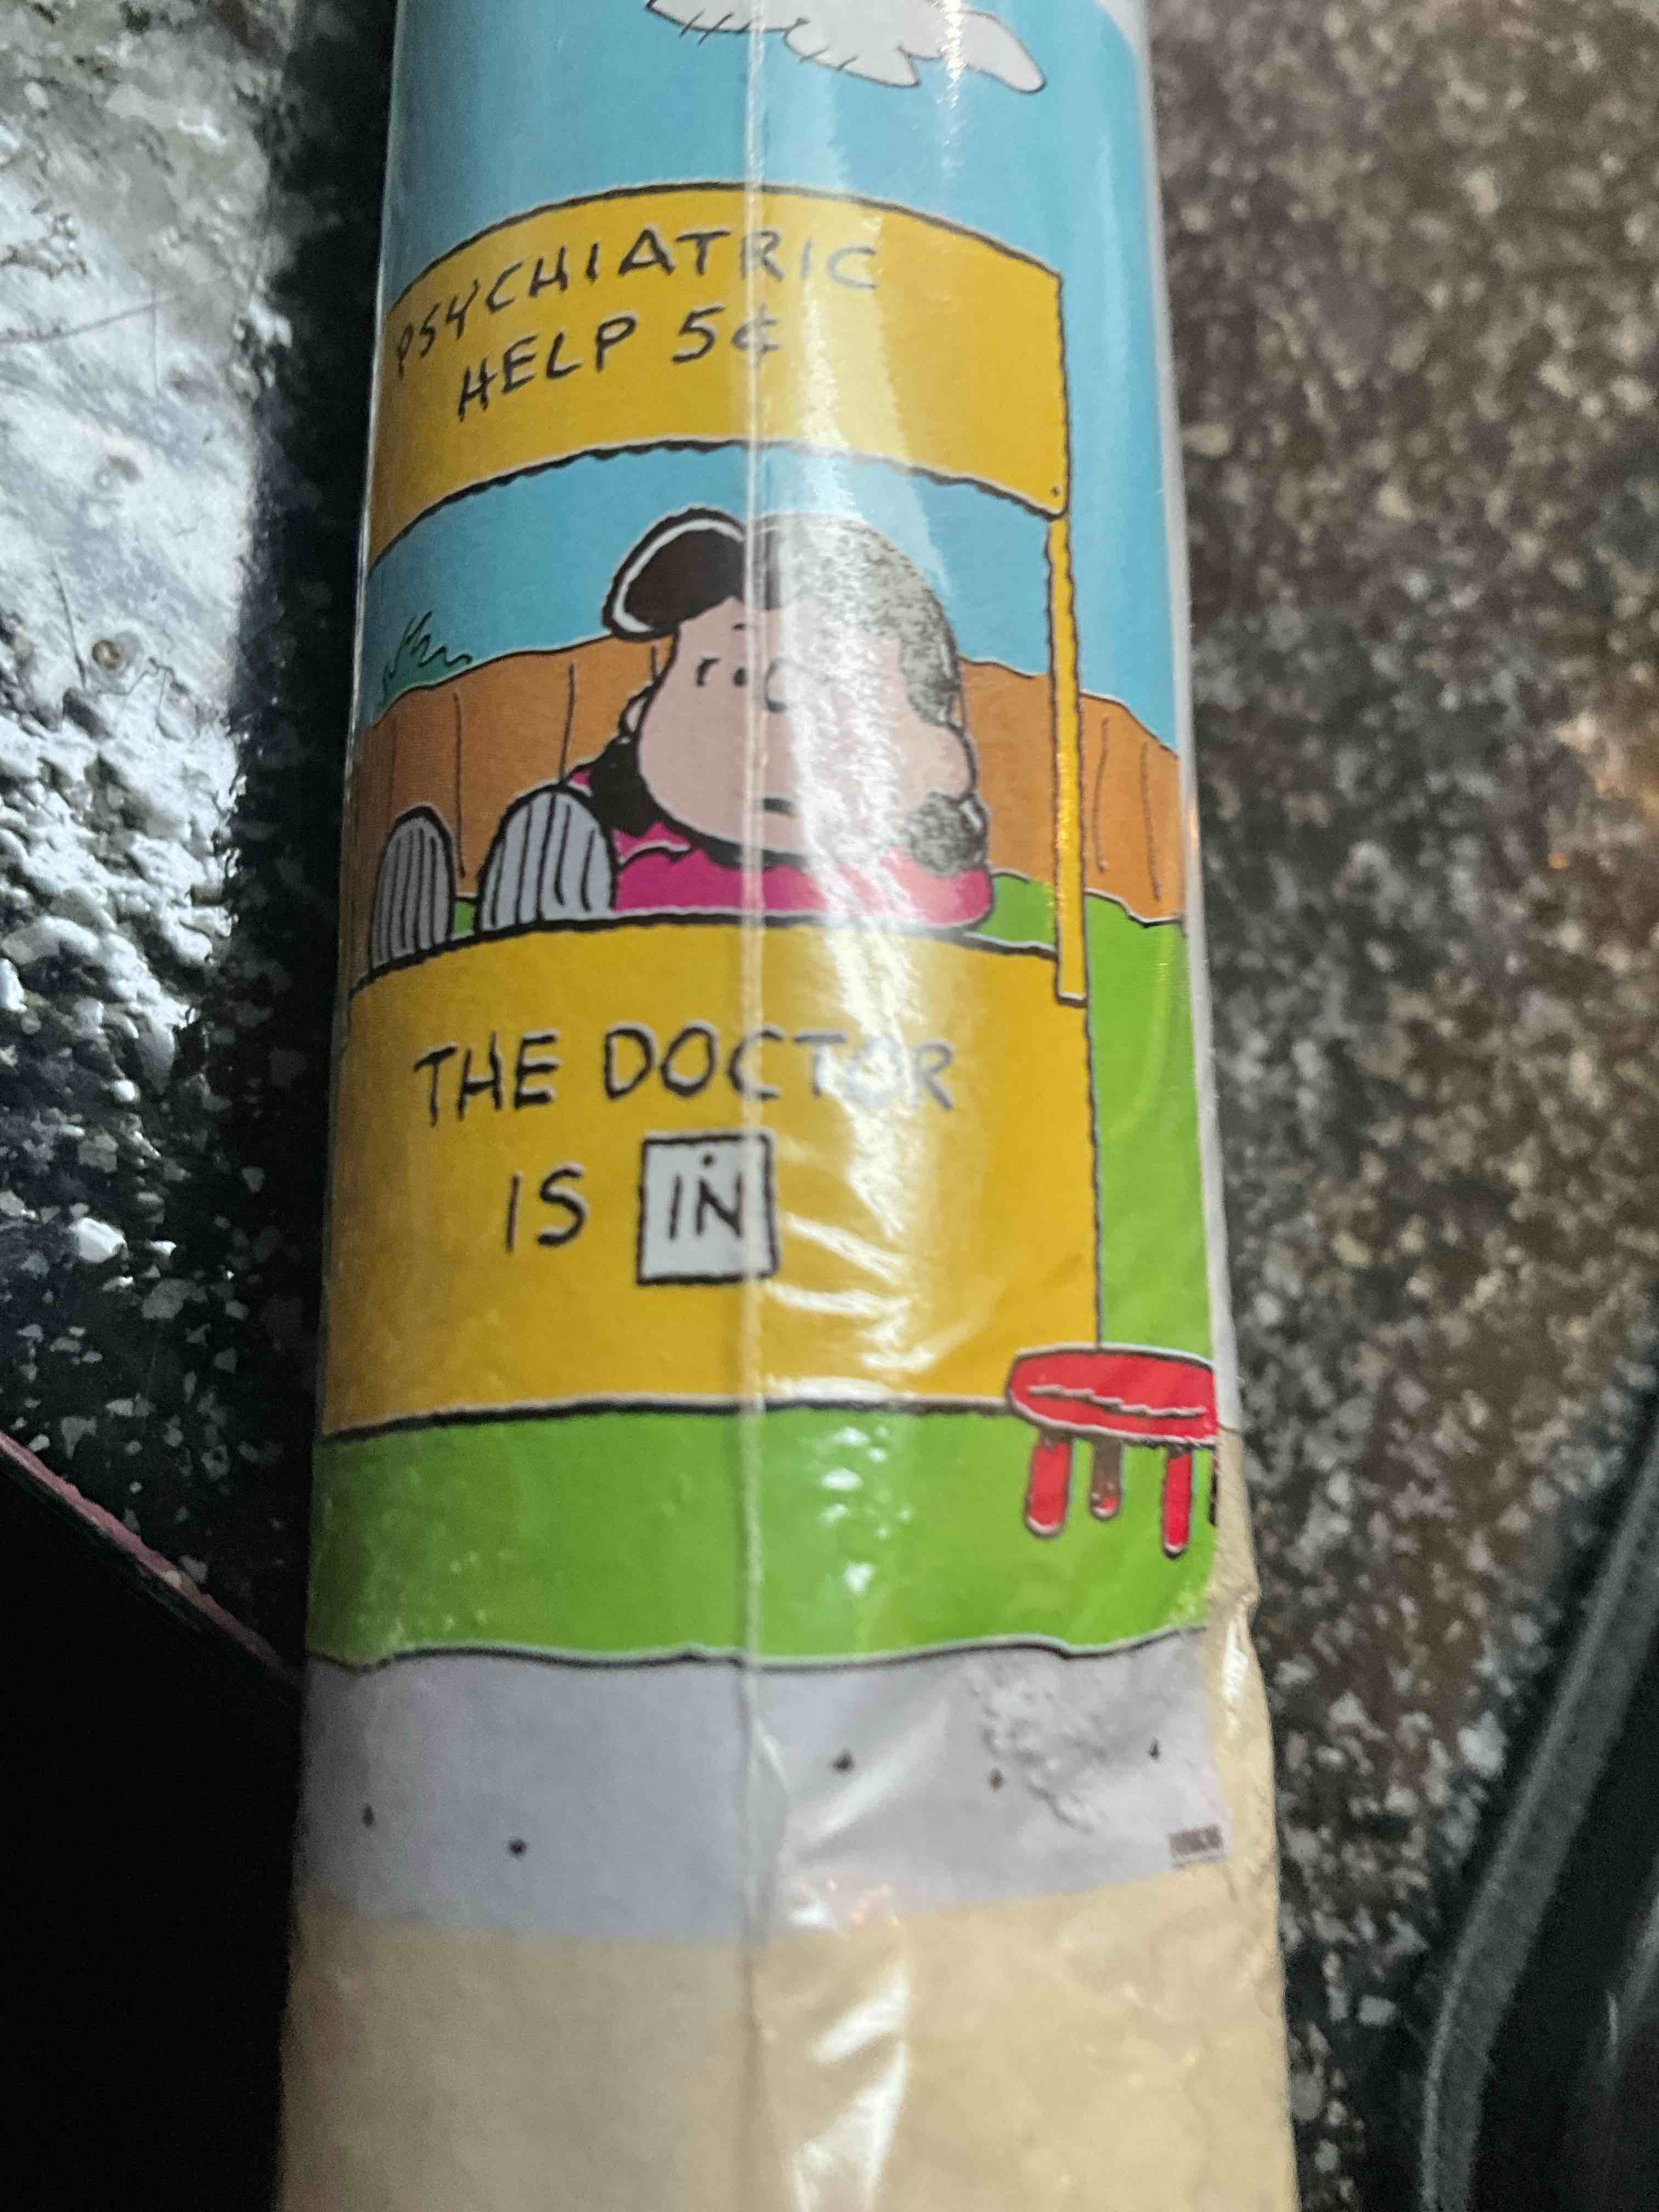 PSYCHIATRIC
HELP 5¢
THE DOCTOR
IS IN